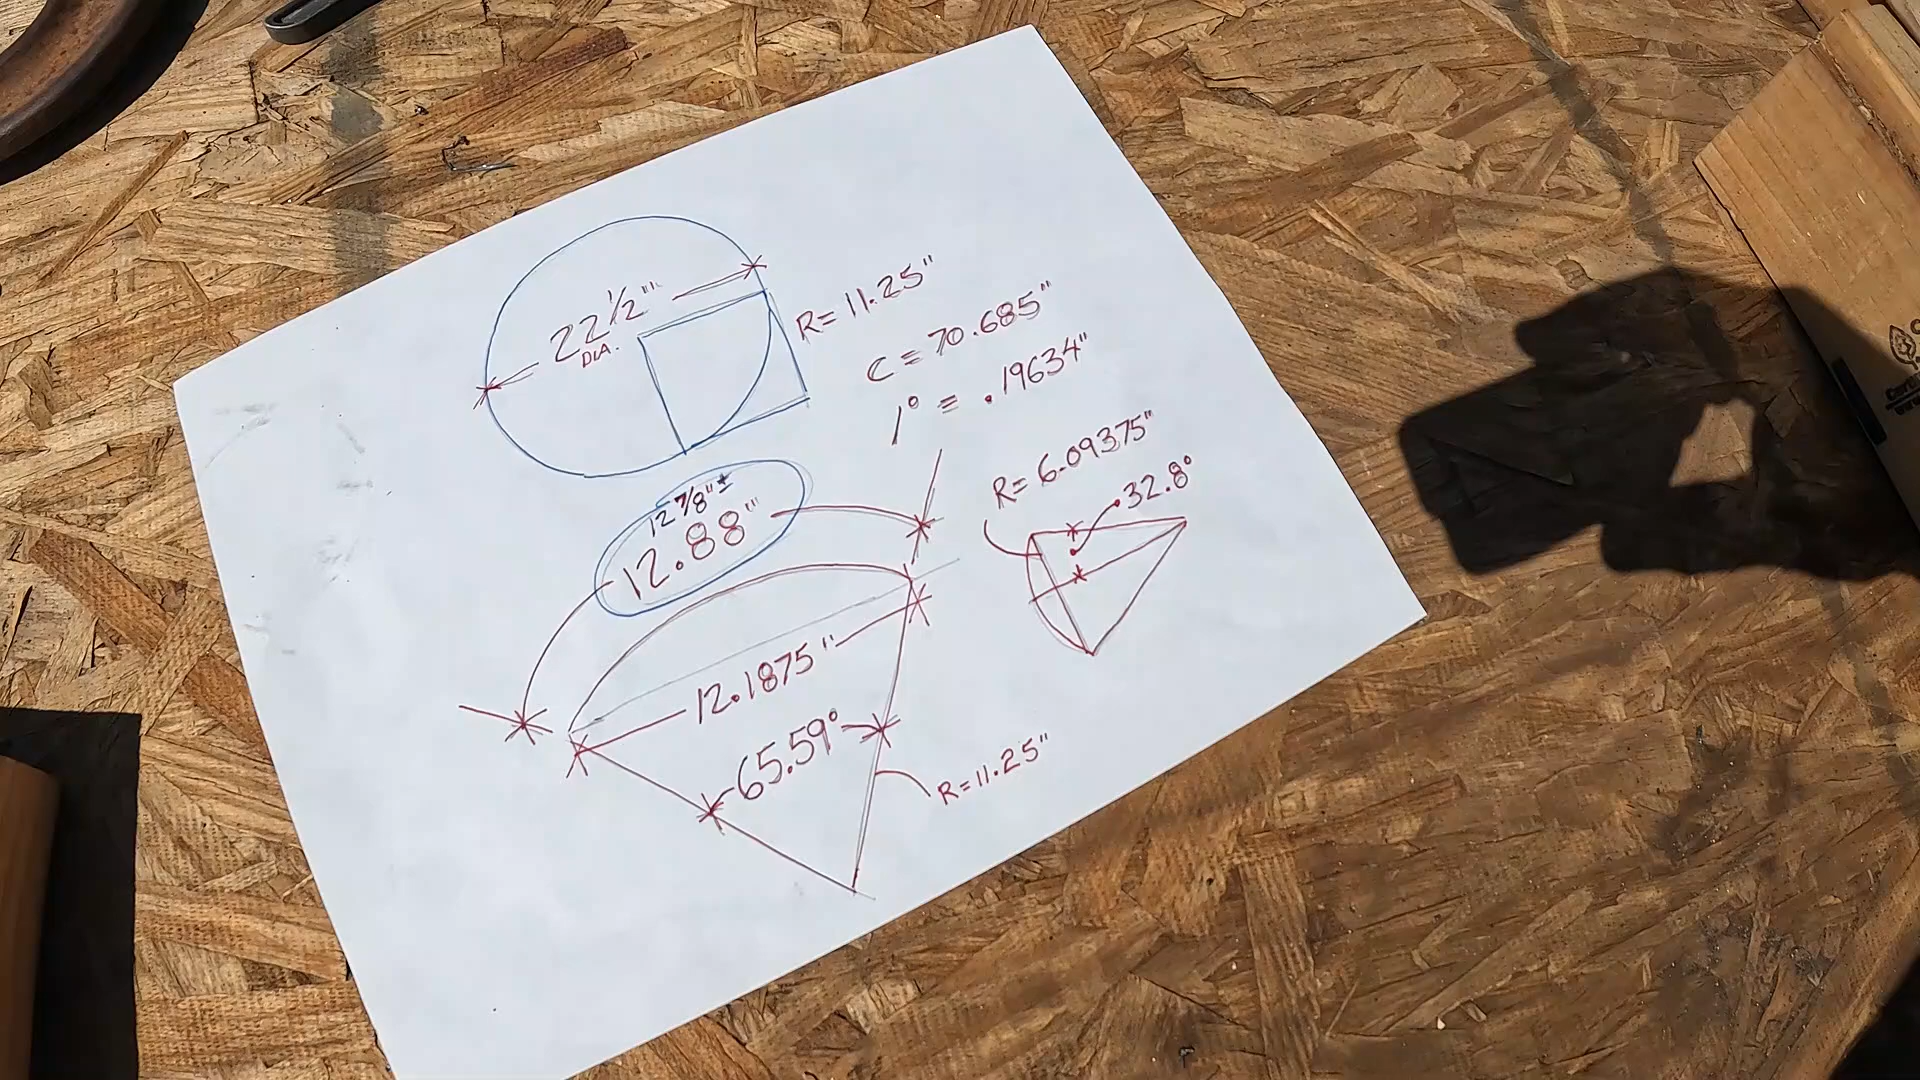 22 1/2"
DIA.
R= 11.25"
C = 70.685"
1° = .19634"
12 7/8"±
12.88"
R= 6.09375"
32.8°
12.1875"
65.59°
R=11.25"